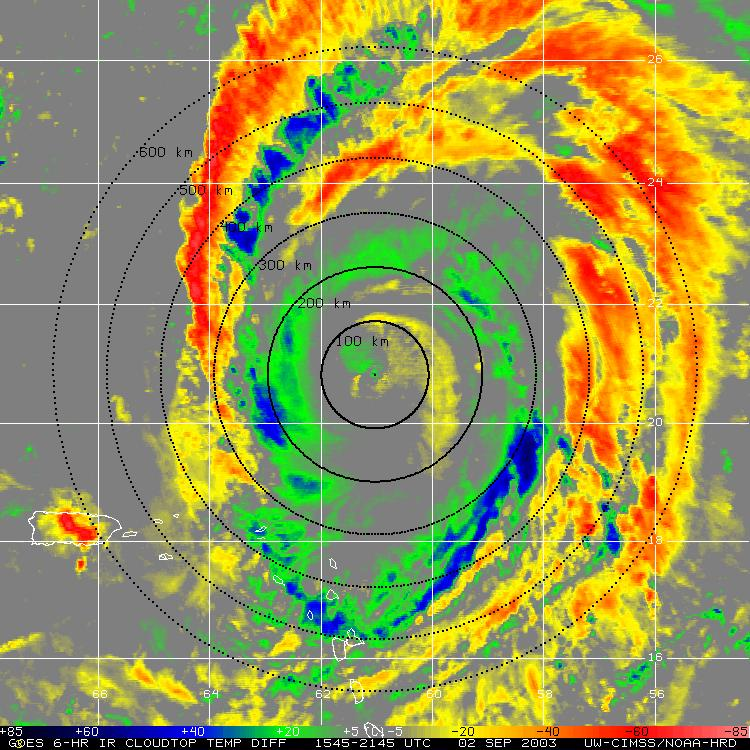 26
600 km
24
500 km
400 km
300 km
22
200 km
100 km
20
18
16
66 64 62 60 58 56
+85 +60 +40 +20 +5 -5 -20 -40 -60 -85
GOES 6-HR IR CLOUDTOP TEMP DIFF 1545-2145 UTC 02 SEP 2003 UW-CIMSS/NOAA-HRD